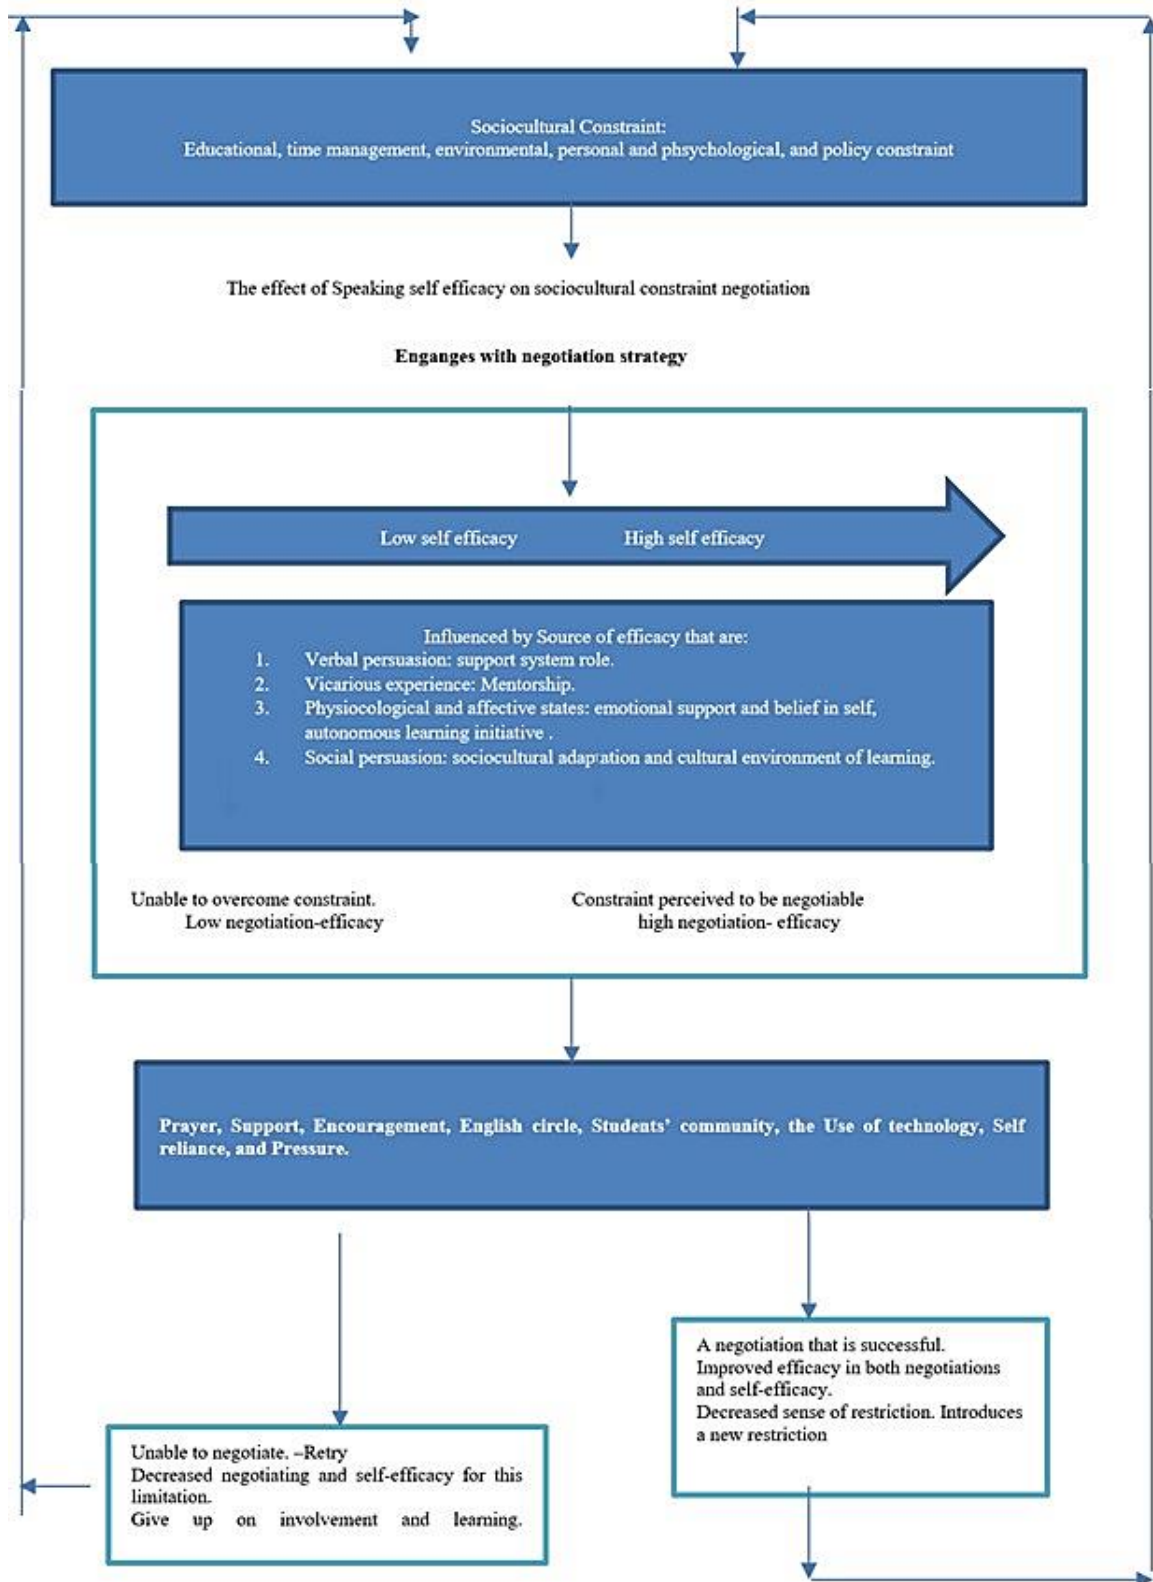 Sociocultural Constraint:
Educational, time management, environmental, personal and phsychological, and policy constraint
The effect of Speaking self efficacy on sociocultural constraint negotiation
Enganges with negotiation strategy
Low self efficacy High self efficacy
Influenced by Source of efficacy that are:
1. Verbal persuasion: support system role.
2. Vicarious experience: Mentorship.
3. Physiocological and affective states: emotional support and belief in self,
autonomous learning initiative .
4. Social persuasion: sociocultural adaptation and cultural environment of learning.
Unable to overcome constraint.
Low negotiation-efficacy
Constraint perceived to be negotiable
high negotiation- efficacy
Prayer, Support, Encouragement, English circle, Students’ community, the Use of technology, Self
reliance, and Pressure.
A negotiation that is successful.
Improved efficacy in both negotiations
and self-efficacy.
Decreased sense of restriction. Introduces
a new restriction
Unable to negotiate. –Retry
Decreased negotiating and self-efficacy for this
limitation.
Give up on involvement and learning.